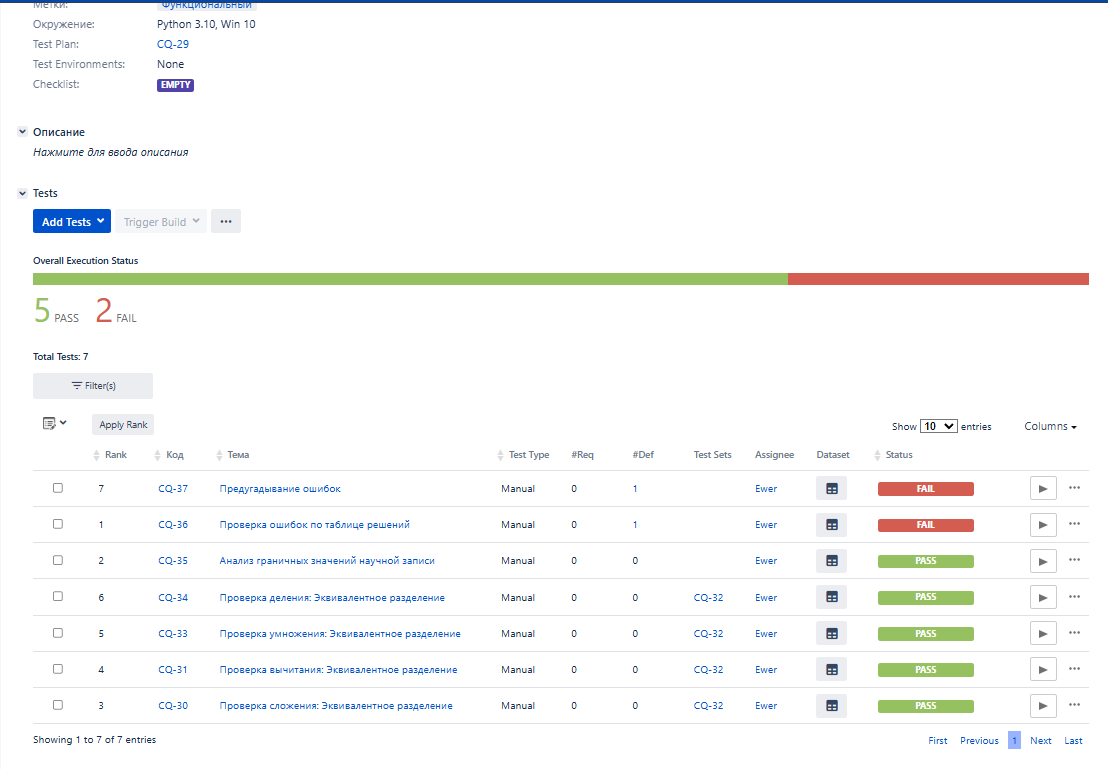 Метки: Функциональный
Окружение: Python 3.10, Win 10
Test Plan: CQ-29
Test Environments: None
Checklist: EMPTY
Описание
Нажмите для ввода описания
Tests
Add Tests Trigger Build ...
Overall Execution Status
5 PASS 2 FAIL
Total Tests: 7
Filter(s)
Apply Rank Show 10 entries Columns
Rank Код Тема Test Type #Req #Def Test Sets Assignee Dataset Status
7 CQ-37 Предугадывание ошибок Manual 0 1 Ewer FAIL ...
1 CQ-36 Проверка ошибок по таблице решений Manual 0 1 Ewer FAIL ...
2 CQ-35 Анализ граничных значений научной записи Manual 0 0 Ewer PASS ...
6 CQ-34 Проверка деления: Эквивалентное разделение Manual 0 0 CQ-32 Ewer PASS ...
5 CQ-33 Проверка умножения: Эквивалентное разделение Manual 0 0 CQ-32 Ewer PASS ...
4 CQ-31 Проверка вычитания: Эквивалентное разделение Manual 0 0 CQ-32 Ewer PASS ...
3 CQ-30 Проверка сложения: Эквивалентное разделение Manual 0 0 CQ-32 Ewer PASS ...
Showing 1 to 7 of 7 entries First Previous 1 Next Last